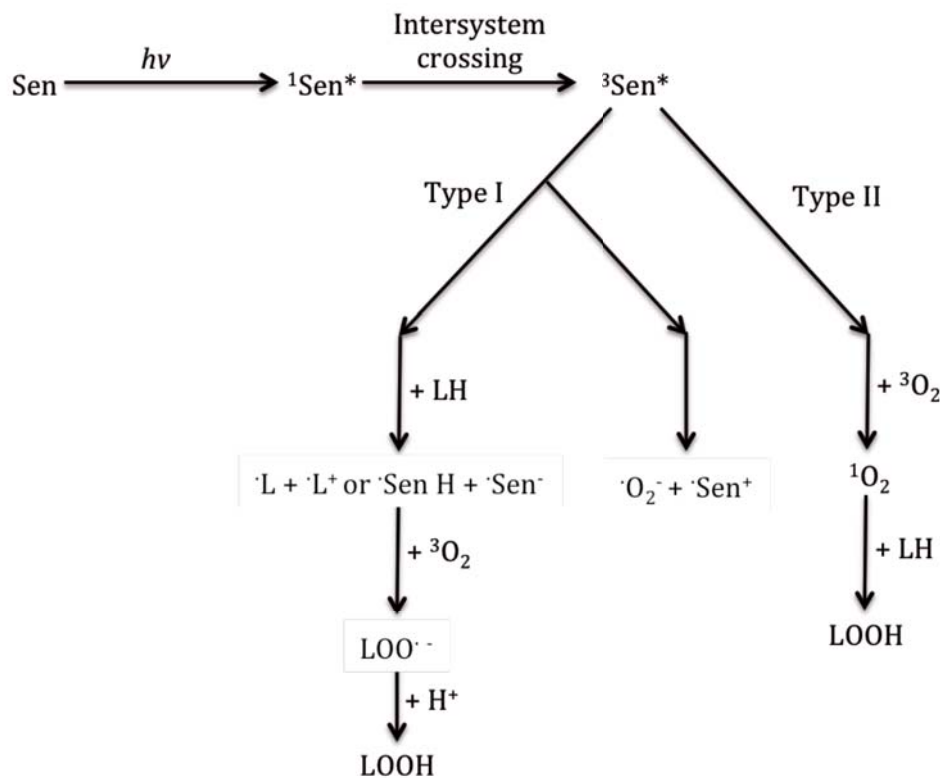 Intersystem
crossing
hν
Sen
¹Sen*
³Sen*
Type I
Type II
+ LH
+ ³O₂
˙L + ˙L⁺ or ˙Sen H + ˙Sen⁻
˙O₂⁻ + ˙Sen⁺
¹O₂
+ ³O₂
+ LH
LOO˙ ⁻
LOOH
+ H⁺
LOOH